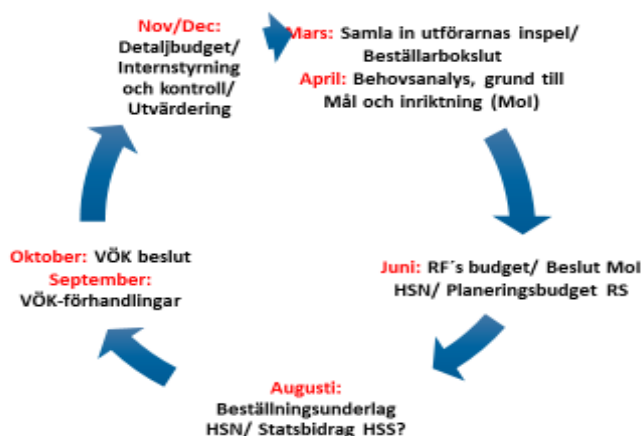 Nov/Dec:
Detaljbudget/
Internstyrning
och kontroll/
Utvärdering
Mars: Samla in utförarnas inspel/
Beställarbokslut
April: Behovsanalys, grund till
Mål och inriktning (MoI)
Juni: RF´s budget/ Beslut MoI
HSN/ Planeringsbudget RS
Augusti:
Beställningsunderlag
HSN/ Statsbidrag HSS?
Oktober: VÖK beslut
September:
VÖK-förhandlingar